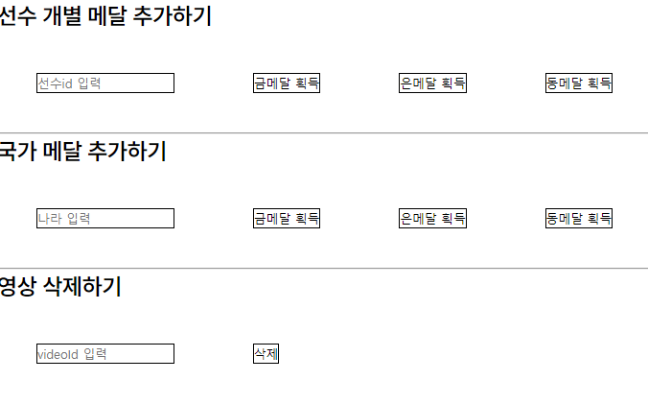 선수 개별 메달 추가하기
선수id 입력 금메달 획득 은메달 획득 동메달 획득
국가 메달 추가하기
나라 입력 금메달 획득 은메달 획득 동메달 획득
영상 삭제하기
videoId 입력 삭제